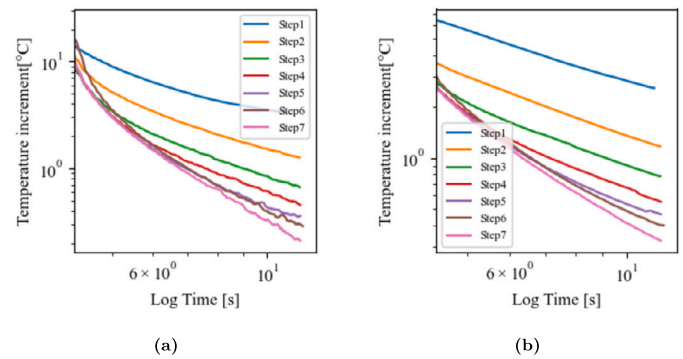 Temperature increment[°C]
10¹
10⁰
Step1
Step2
Step3
Step4
Step5
Step6
Step7
6 × 10⁰
10¹
Log Time [s]
(a)
Temperature increment[°C]
10⁰
Step1
Step2
Step3
Step4
Step5
Step6
Step7
6 × 10⁰
10¹
Log Time [s]
(b)